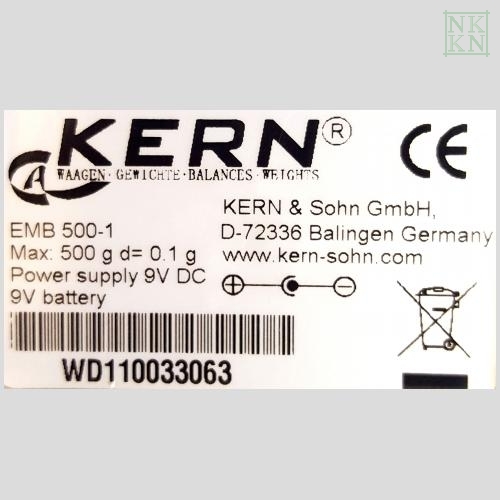 NK
KN
KERN®
WAAGEN · GEWICHTE · BALANCES · WEIGHTS
CE
EMB 500-1
Max: 500 g d= 0.1 g
Power supply 9V DC
9V battery
KERN & Sohn GmbH,
D-72336 Balingen Germany
www.kern-sohn.com
WD110033063